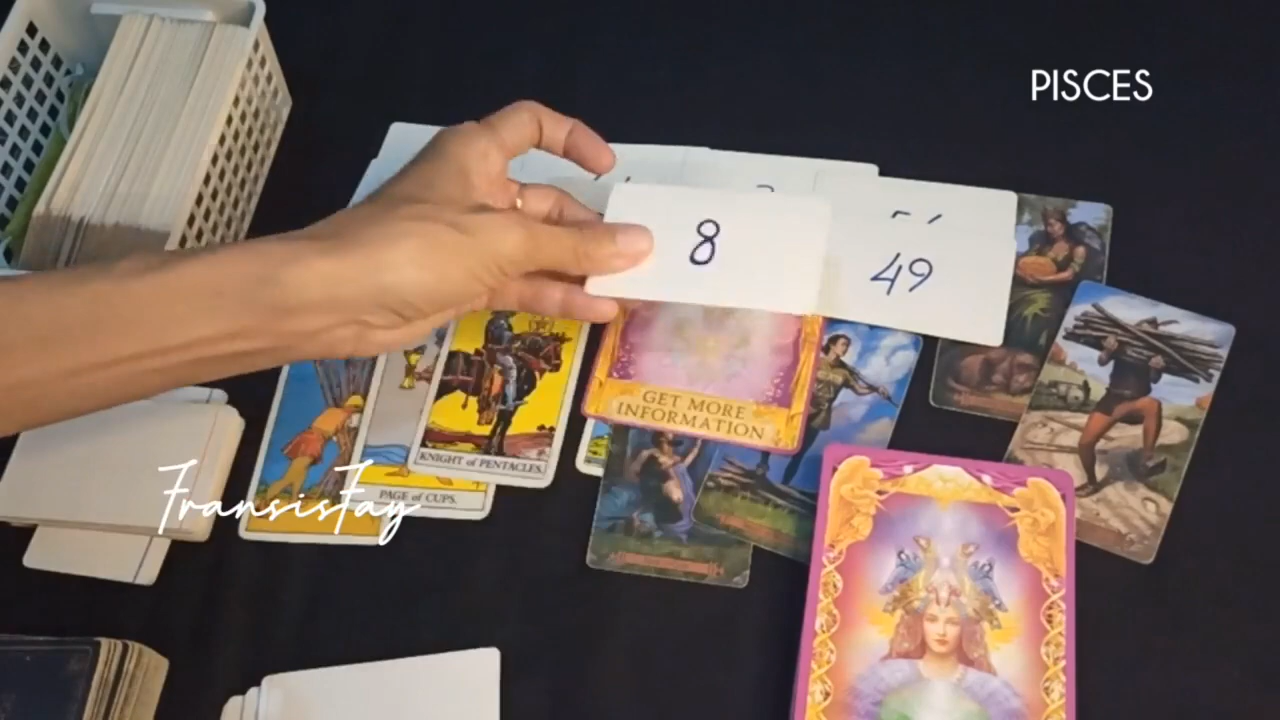 PISCES
8
49
GET MORE
INFORMATION
KNIGHT of PENTACLES.
PAGE of CUPS.
FransisFay